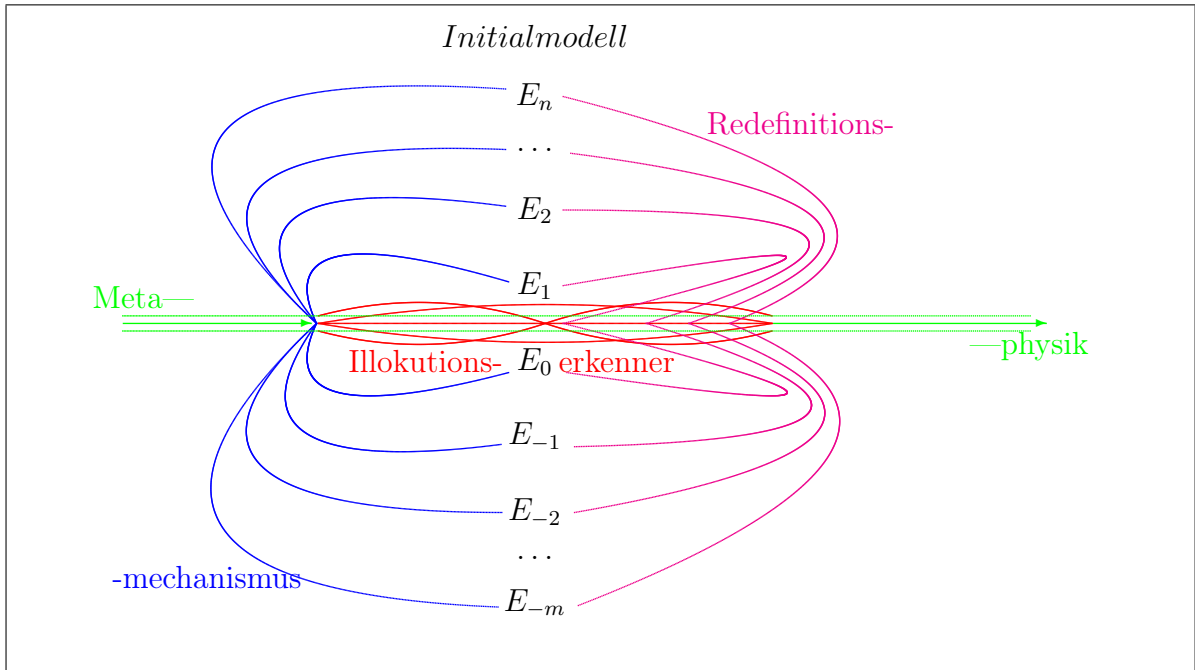 Initialmodell
E_n
Redefinitions-
...
E_2
E_1
Meta—
—physik
Illokutions- E_0 erkenner
E_{-1}
E_{-2}
...
-mechanismus
E_{-m}